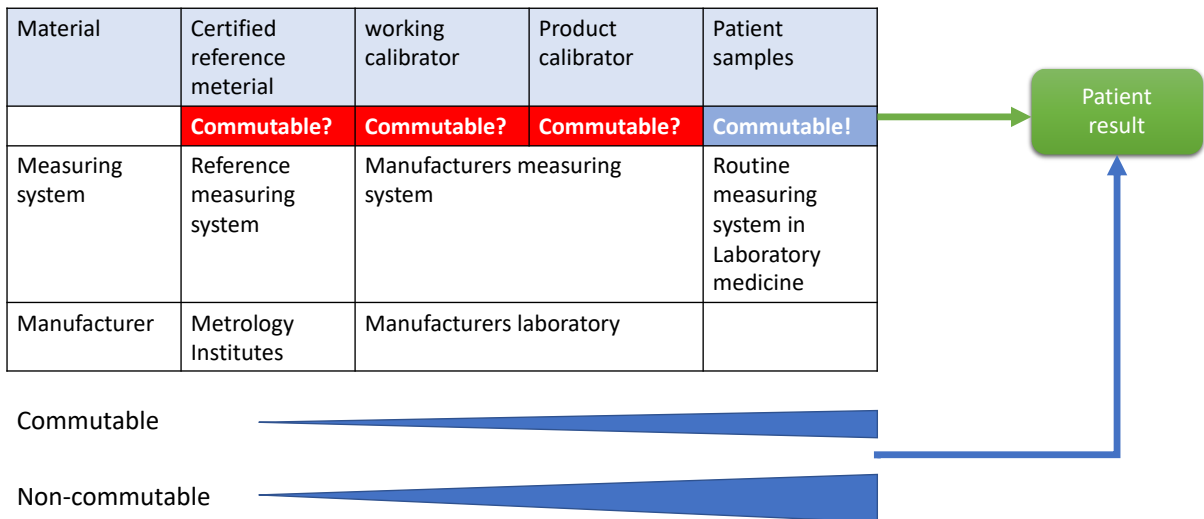 Material
Certified
reference
meterial
working
calibrator
Product
calibrator
Patient
samples
Commutable?
Commutable?
Commutable?
Commutable!
Patient
result
Measuring
system
Reference
measuring
system
Manufacturers measuring
system
Routine
measuring
system in
Laboratory
medicine
Manufacturer
Metrology
Institutes
Manufacturers laboratory
Commutable
Non-commutable